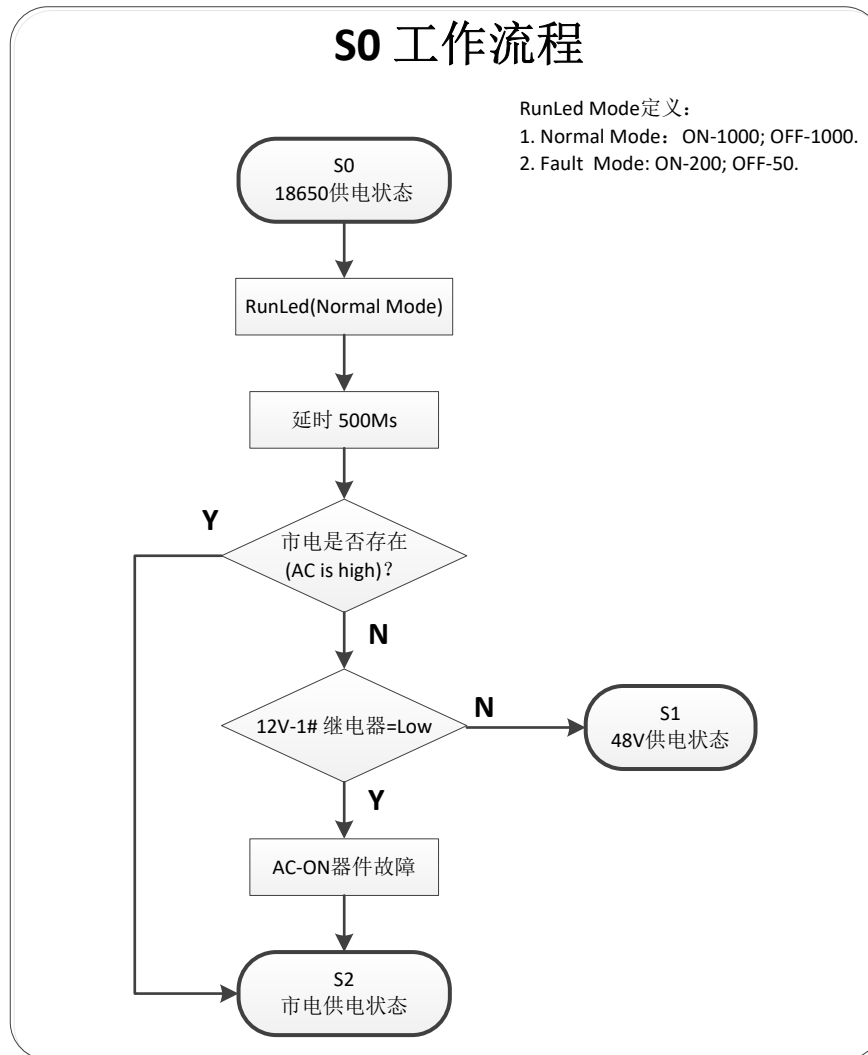 S0 工作流程
RunLed Mode定义：
1. Normal Mode：ON-1000; OFF-1000.
2. Fault  Mode: ON-200; OFF-50.
S0
18650供电状态
RunLed(Normal Mode)
延时 500Ms
Y
市电是否存在
(AC is high)？
N
12V-1# 继电器=Low
N
S1
48V供电状态
Y
AC-ON器件故障
S2
市电供电状态